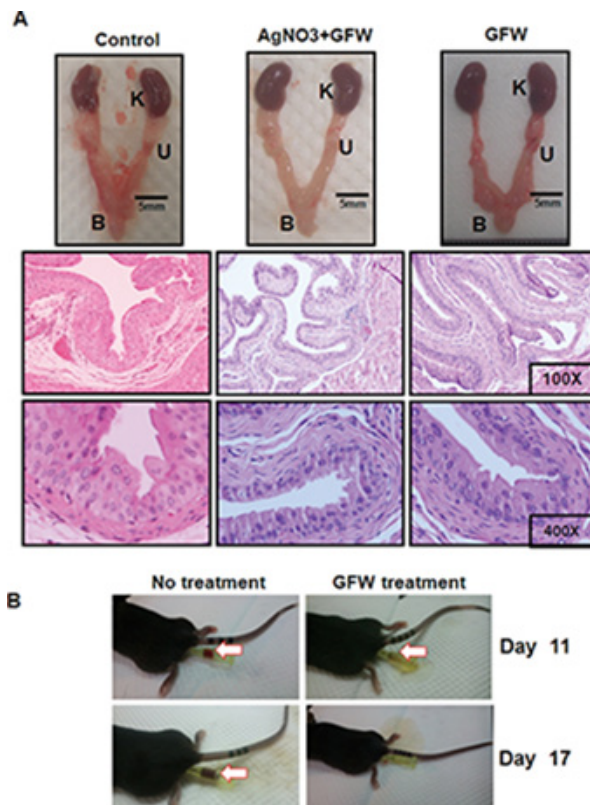 A
Control
AgNO3+GFW
GFW
K
K
K
U
U
U
5mm
5mm
5mm
B
B
B
100X
400X
B
No treatment
GFW treatment
Day 11
Day 17